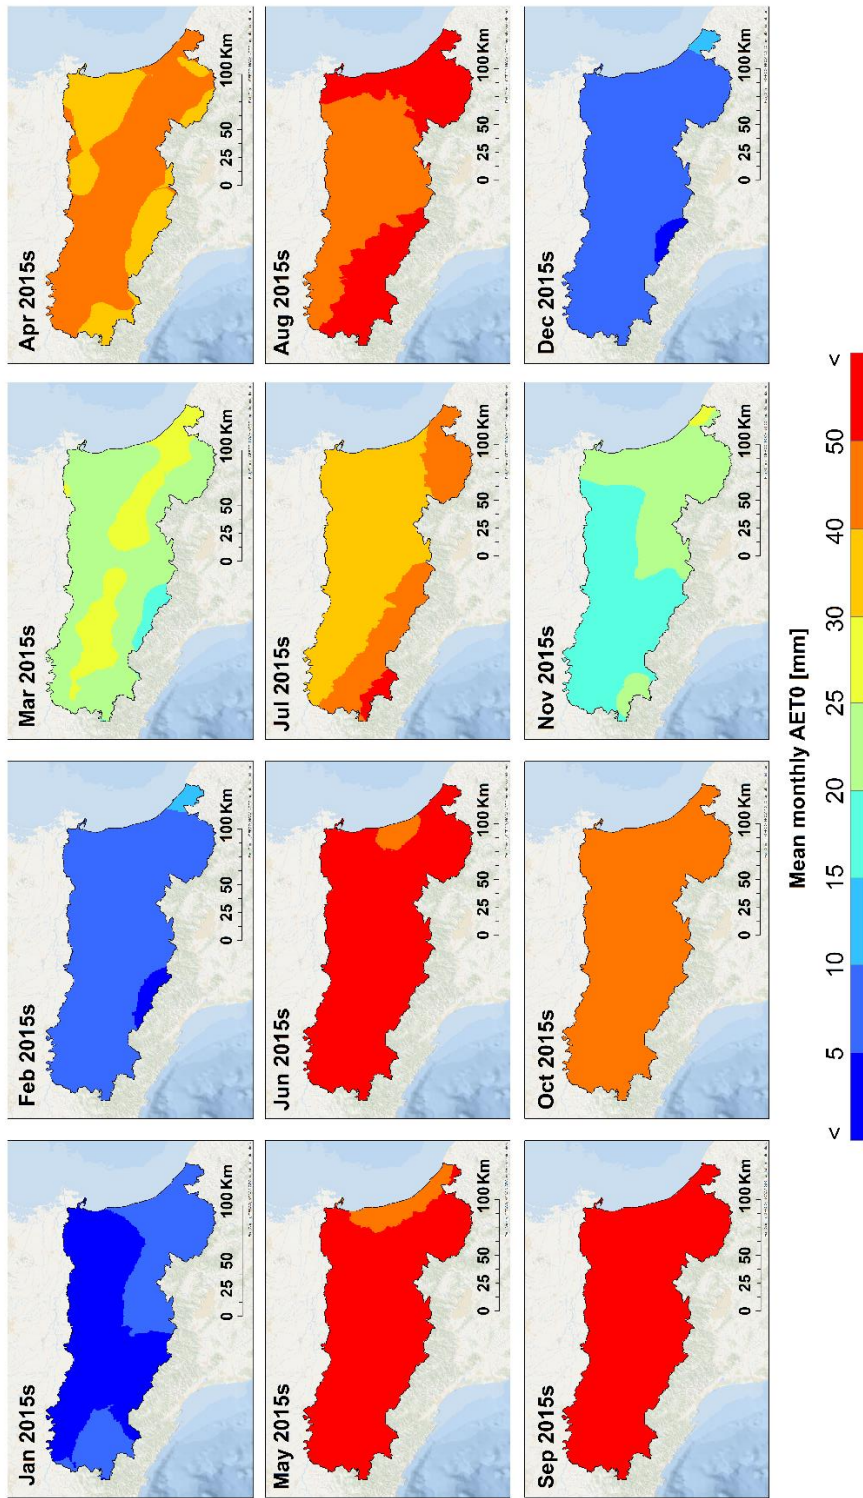 Jan 2015s
0 25 50 100 Km
Feb 2015s
0 25 50 100 Km
Mar 2015s
0 25 50 100 Km
Apr 2015s
0 25 50 100 Km
May 2015s
0 25 50 100 Km
Jun 2015s
0 25 50 100 Km
Jul 2015s
0 25 50 100 Km
Aug 2015s
0 25 50 100 Km
Sep 2015s
0 25 50 100 Km
Oct 2015s
0 25 50 100 Km
Nov 2015s
0 25 50 100 Km
Dec 2015s
0 25 50 100 Km
Mean monthly AET0 [mm]
< 5 10 15 20 25 30 40 50 <